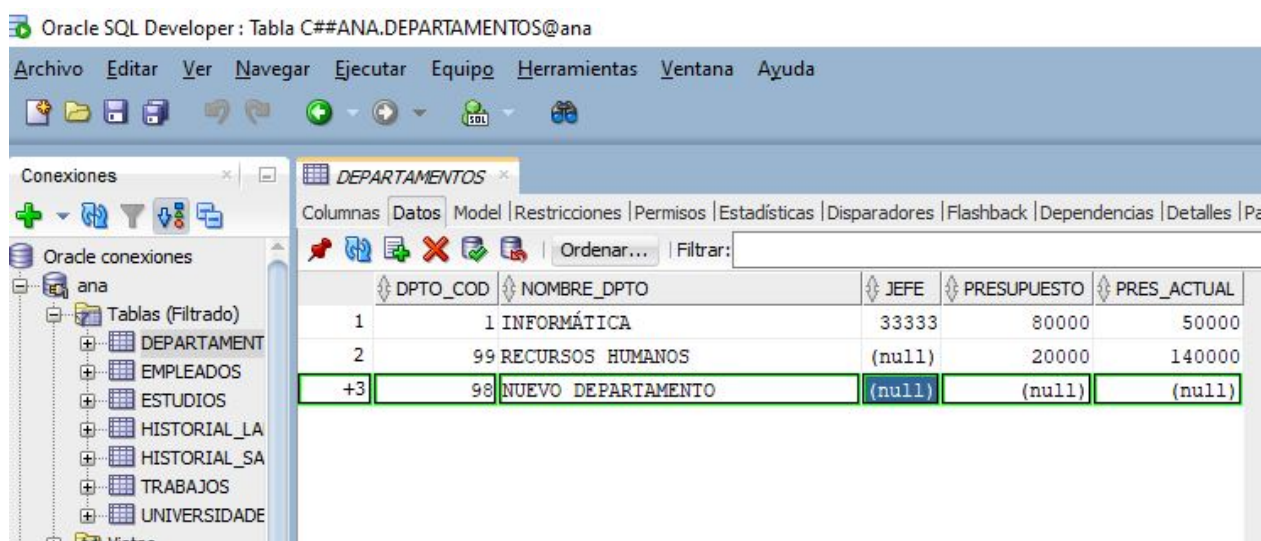 Oracle SQL Developer : Tabla C##ANA.DEPARTAMENTOS@ana
Archivo Editar Ver Navegar Ejecutar Equipo Herramientas Ventana Ayuda
SQL
Conexiones
DEPARTAMENTOS
Columnas Datos Model Restricciones Permisos Estadísticas Disparadores Flashback Dependencias Detalles Pa
Ordenar... Filtrar:
Oracle conexiones
ana
Tablas (Filtrado)
DEPARTAMENT
EMPLEADOS
ESTUDIOS
HISTORIAL_LA
HISTORIAL_SA
TRABAJOS
UNIVERSIDADE
DPTO_COD NOMBRE_DPTO JEFE PRESUPUESTO PRES_ACTUAL
1 1 INFORMÁTICA 33333 80000 50000
2 99 RECURSOS HUMANOS (null) 20000 140000
+3 98 NUEVO DEPARTAMENTO (null) (null) (null)